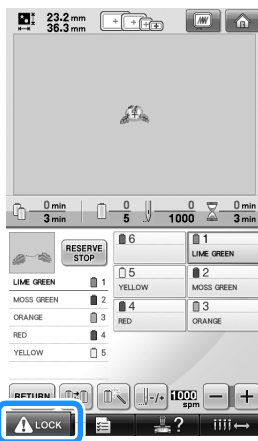 23.2 mm
36.3 mm
0 min
3 min
0
5
0
1000
0 min
3 min
RESERVE
STOP
LIME GREEN 1
MOSS GREEN 2
ORANGE 3
RED 4
YELLOW 5
6
1
LIME GREEN
5
YELLOW
2
MOSS GREEN
4
RED
3
ORANGE
RETURN
-/+
1000
spm
- +
LOCK
?